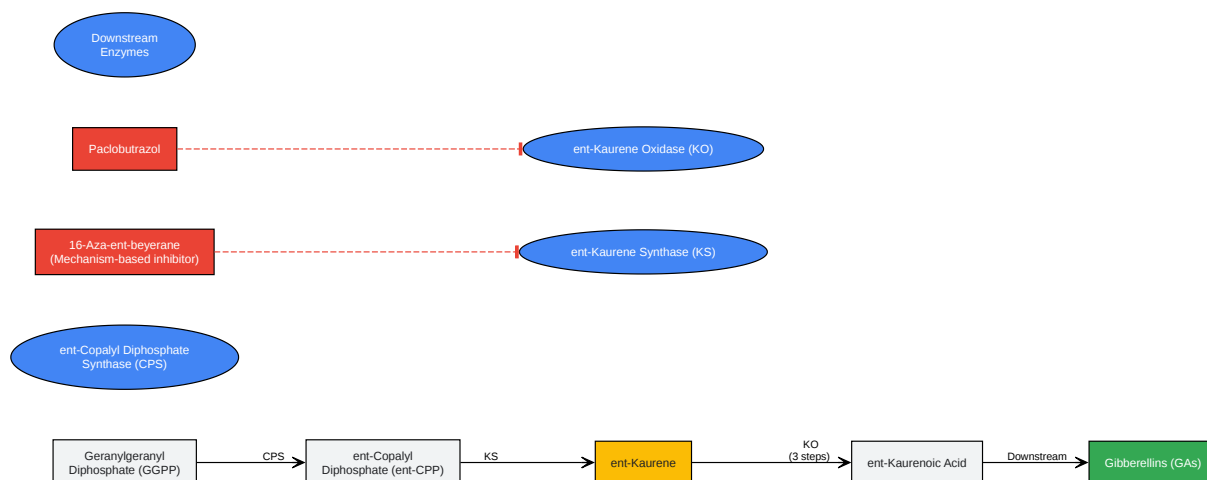 Downstream
Enzymes
Paclobutrazol
ent-Kaurene Oxidase (KO)
16-Aza-ent-beyerane
(Mechanism-based inhibitor)
ent-Kaurene Synthase (KS)
ent-Copalyl Diphosphate
Synthase (CPS)
Geranylgeranyl
Diphosphate (GGPP)
CPS
ent-Copalyl
Diphosphate (ent-CPP)
KS
ent-Kaurene
KO
(3 steps)
ent-Kaurenoic Acid
Downstream
Gibberellins (GAs)